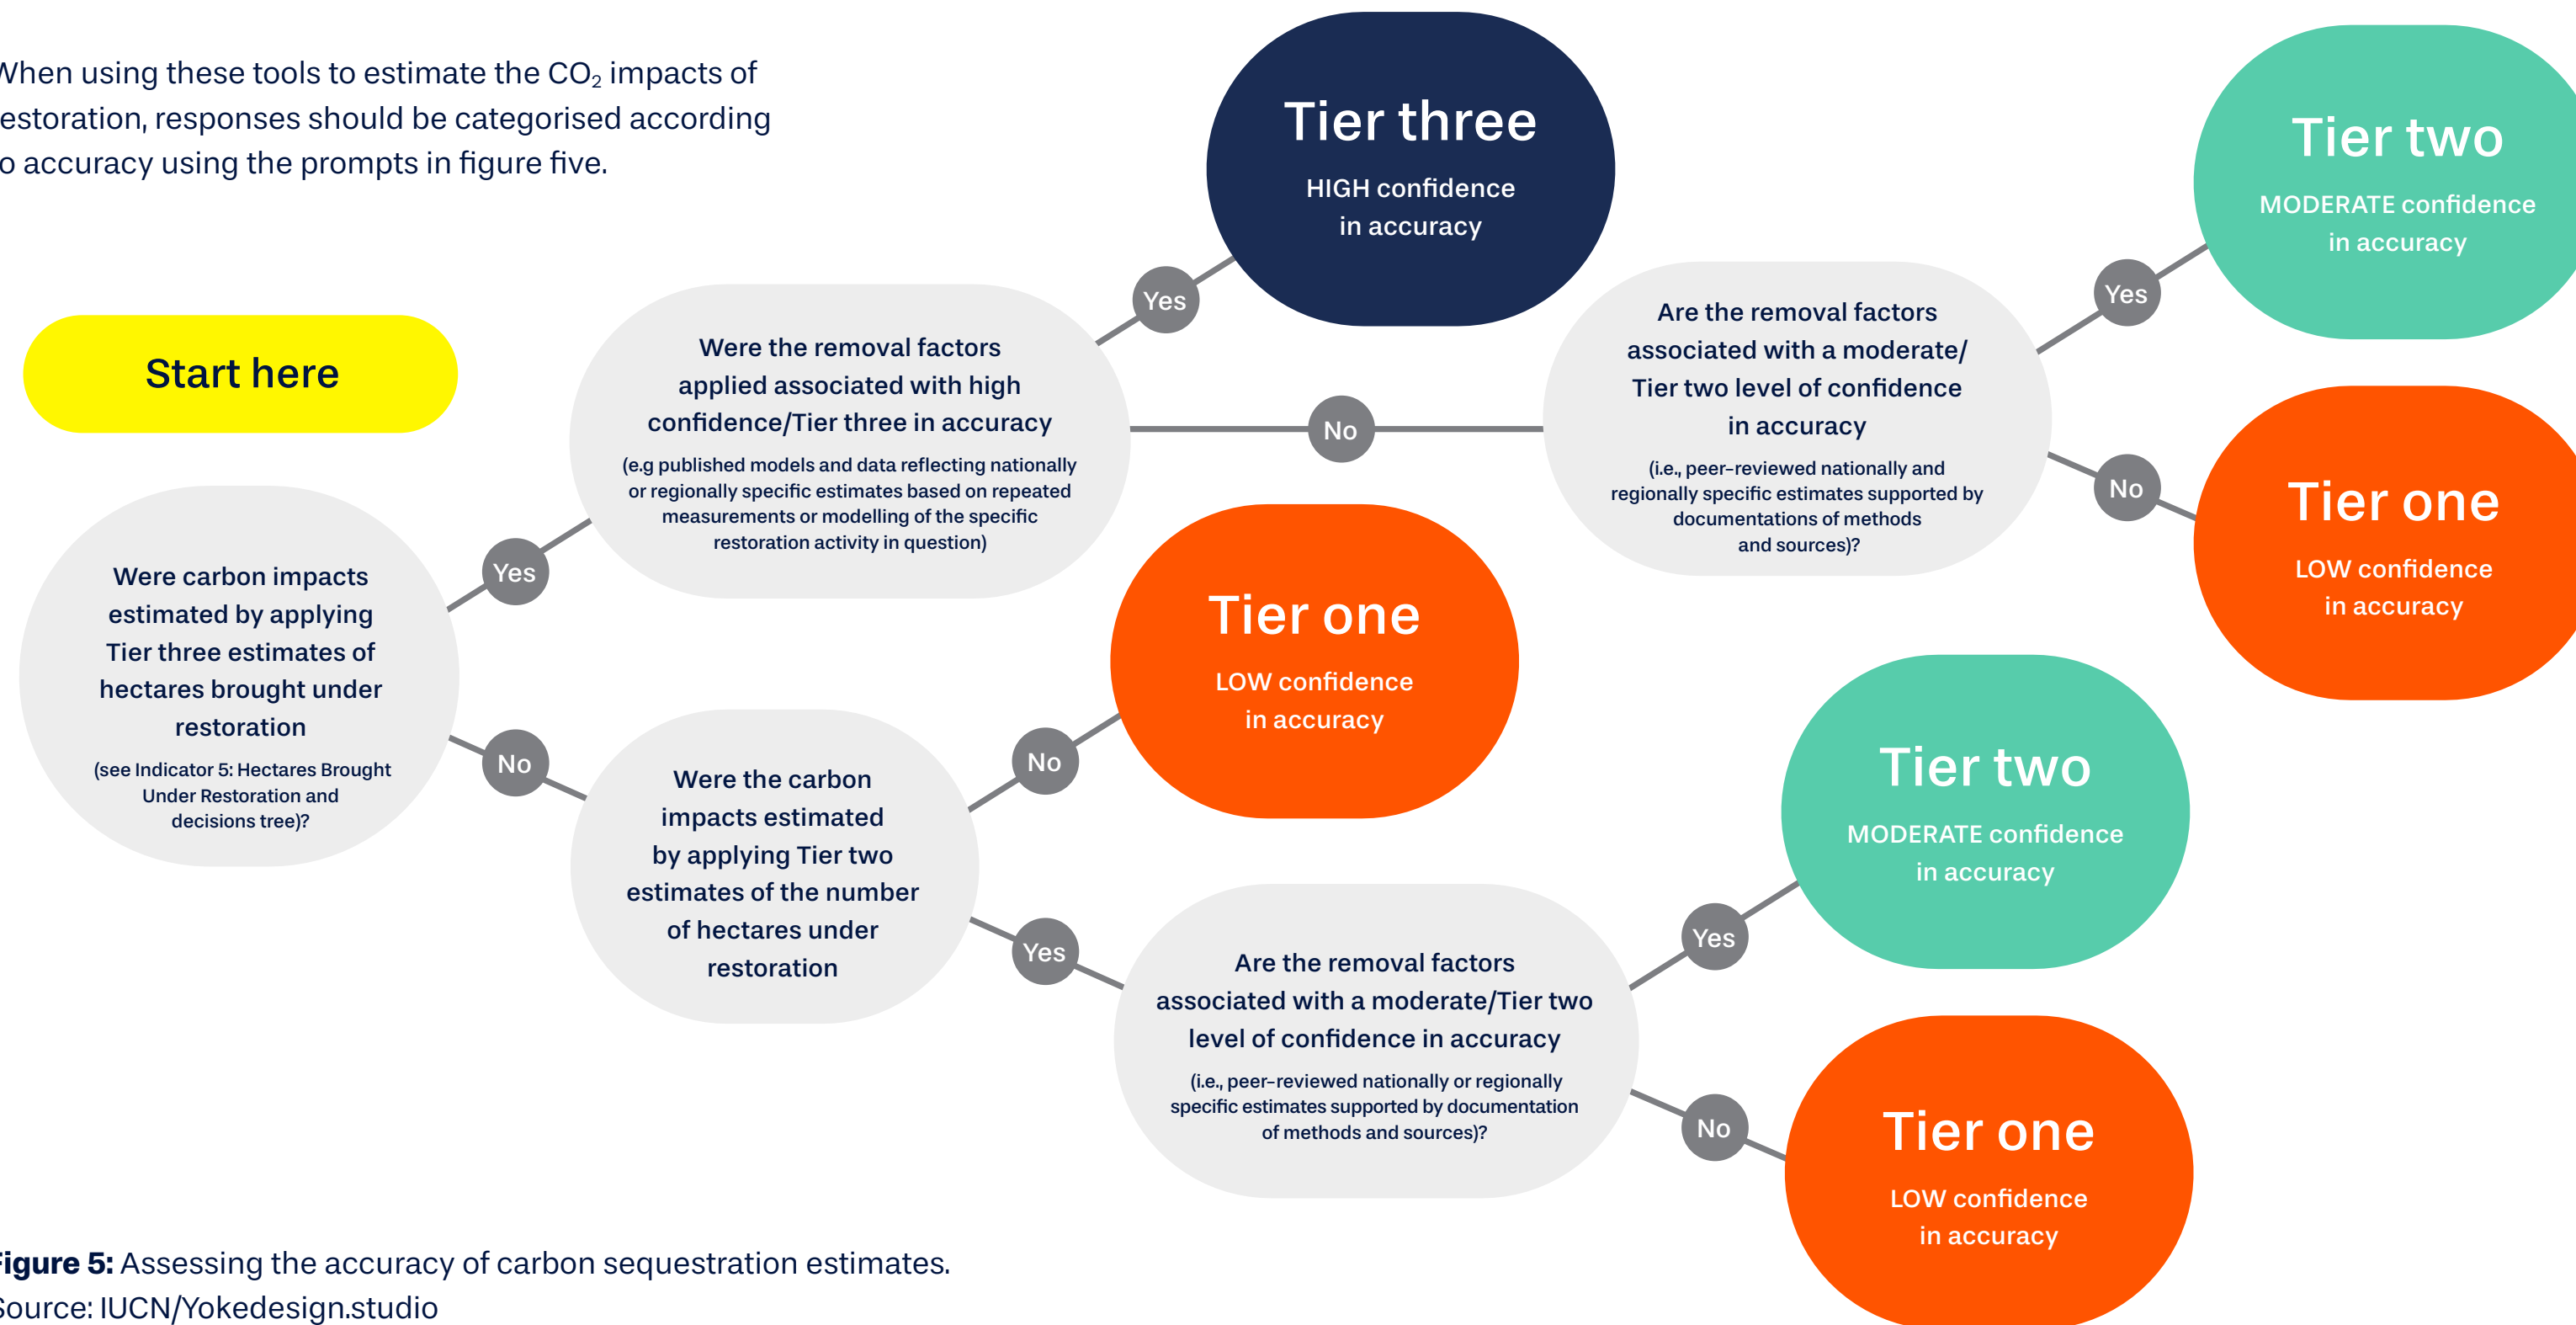 When using these tools to estimate the CO₂ impacts of
restoration, responses should be categorised according
to accuracy using the prompts in figure five.
Start here
Were carbon impacts
estimated by applying
Tier three estimates of
hectares brought under
restoration
(see Indicator 5: Hectares Brought
Under Restoration and
decisions tree)?
Yes
No
Were the removal factors
applied associated with high
confidence/Tier three in accuracy
(e.g published models and data reflecting nationally
or regionally specific estimates based on repeated
measurements or modelling of the specific
restoration activity in question)
Yes
Tier three
HIGH confidence
in accuracy
No
Are the removal factors
associated with a moderate/
Tier two level of confidence
in accuracy
(i.e., peer-reviewed nationally and
regionally specific estimates supported by
documentations of methods
and sources)?
Yes
Tier two
MODERATE confidence
in accuracy
No
Tier one
LOW confidence
in accuracy
Were the carbon
impacts estimated
by applying Tier two
estimates of the number
of hectares under
restoration
No
Tier one
LOW confidence
in accuracy
Yes
Are the removal factors
associated with a moderate/Tier two
level of confidence in accuracy
(i.e., peer-reviewed nationally or regionally
specific estimates supported by documentation
of methods and sources)?
Yes
Tier two
MODERATE confidence
in accuracy
No
Tier one
LOW confidence
in accuracy
Figure 5: Assessing the accuracy of carbon sequestration estimates.
Source: IUCN/Yokedesign.studio